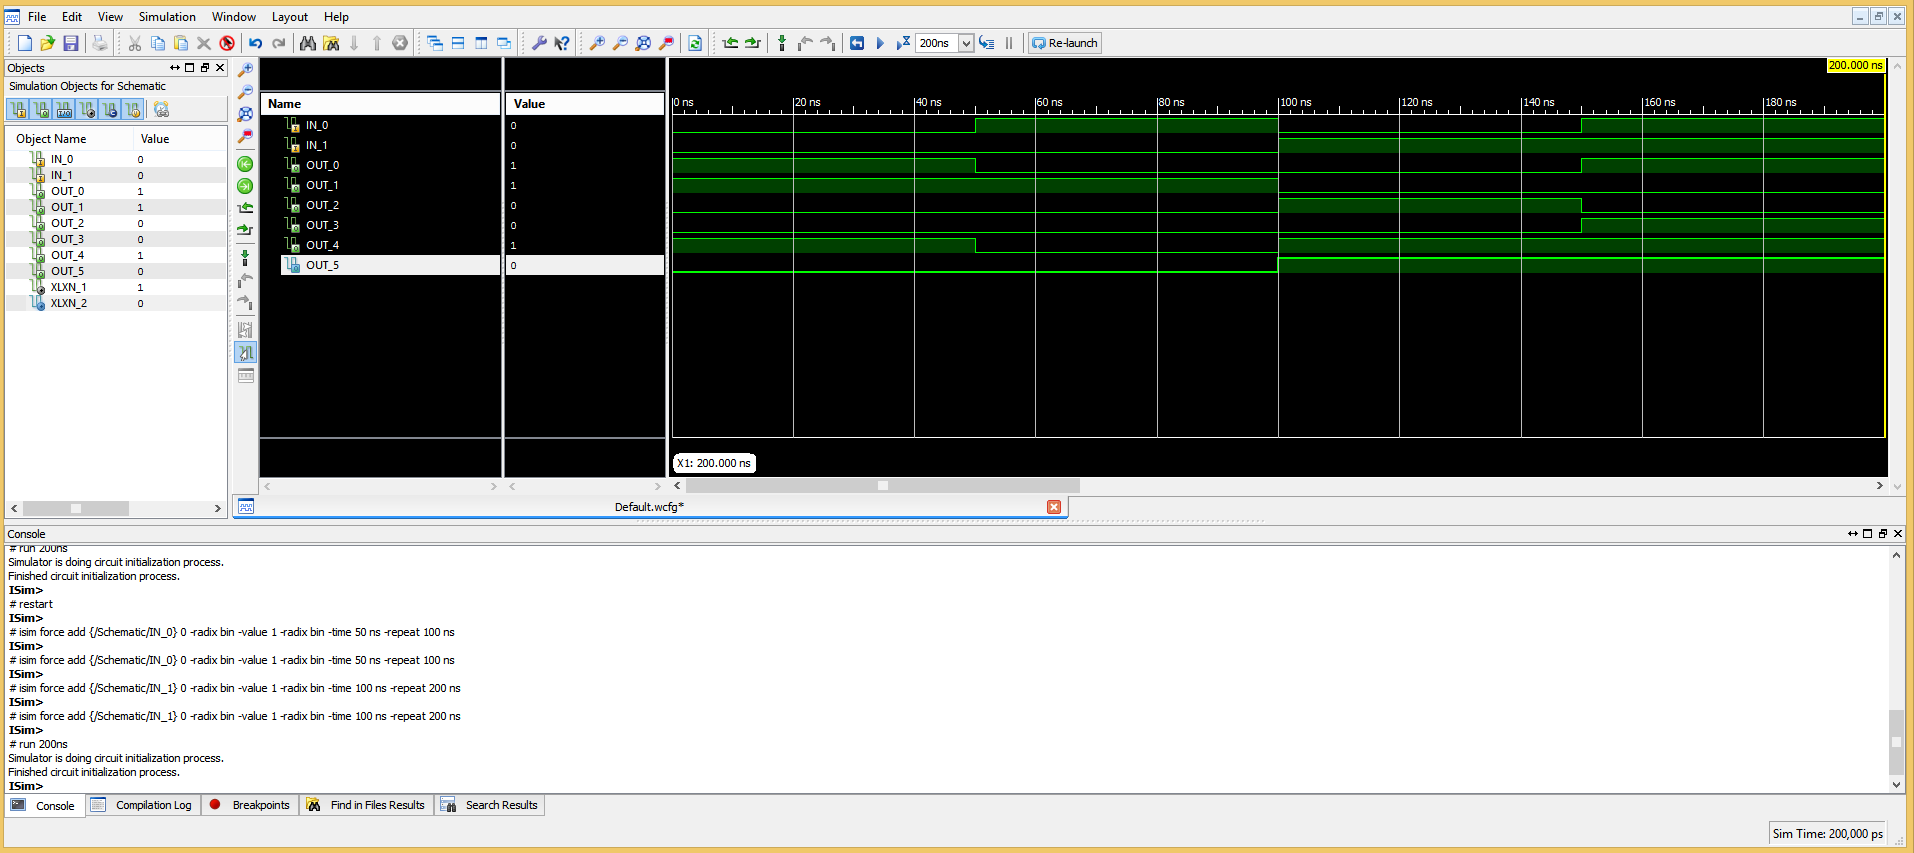 File Edit View Simulation Window Layout Help
200ns
Re-launch
Objects
Simulation Objects for Schematic
Object Name Value
IN_0 0
IN_1 0
OUT_0 1
OUT_1 1
OUT_2 0
OUT_3 0
OUT_4 1
OUT_5 0
XLXN_1 1
XLXN_2 0
Name Value
IN_0 0
IN_1 0
OUT_0 1
OUT_1 1
OUT_2 0
OUT_3 0
OUT_4 1
OUT_5 0
200.000 ns
0 ns 20 ns 40 ns 60 ns 80 ns 100 ns 120 ns 140 ns 160 ns 180 ns
X1: 200.000 ns
Default.wcfg*
Console
# run 200ns
Simulator is doing circuit initialization process.
Finished circuit initialization process.
ISim>
# restart
ISim>
# isim force add {/Schematic/IN_0} 0 -radix bin -value 1 -radix bin -time 50 ns -repeat 100 ns
ISim>
# isim force add {/Schematic/IN_0} 0 -radix bin -value 1 -radix bin -time 50 ns -repeat 100 ns
ISim>
# isim force add {/Schematic/IN_1} 0 -radix bin -value 1 -radix bin -time 100 ns -repeat 200 ns
ISim>
# isim force add {/Schematic/IN_1} 0 -radix bin -value 1 -radix bin -time 100 ns -repeat 200 ns
ISim>
# run 200ns
Simulator is doing circuit initialization process.
Finished circuit initialization process.
ISim>
Console Compilation Log Breakpoints Find in Files Results Search Results
Sim Time: 200,000 ps